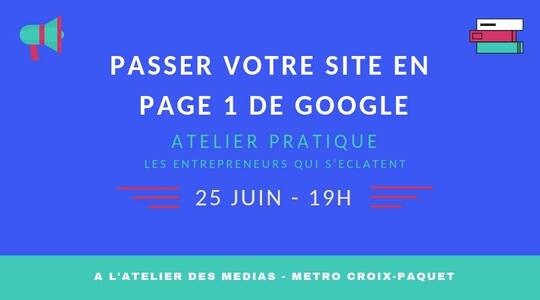 PASSER VOTRE SITE EN
PAGE 1 DE GOOGLE
ATELIER PRATIQUE
LES ENTREPRENEURS QUI S'ECLATENT
25 JUIN - 19H
A L'ATELIER DES MEDIAS - METRO CROIX-PAQUET